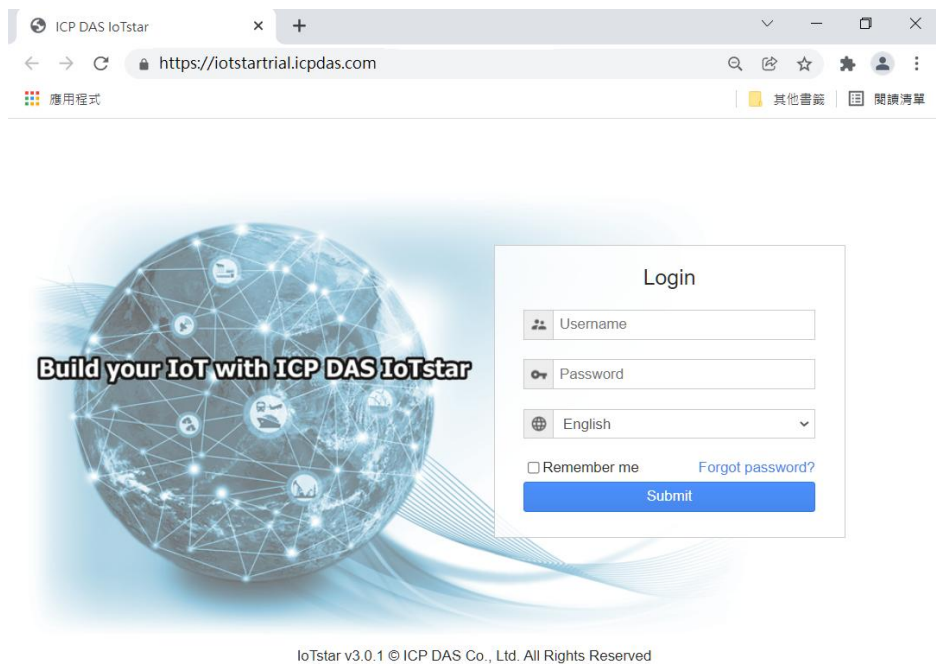 ICP DAS IoTstar
https://iotstartrial.icpdas.com
應用程式
其他書籤
閱讀清單
Build your IoT with ICP DAS IoTstar
Login
Username
Password
English
Remember me Forgot password?
Submit
IoTstar v3.0.1 © ICP DAS Co., Ltd. All Rights Reserved